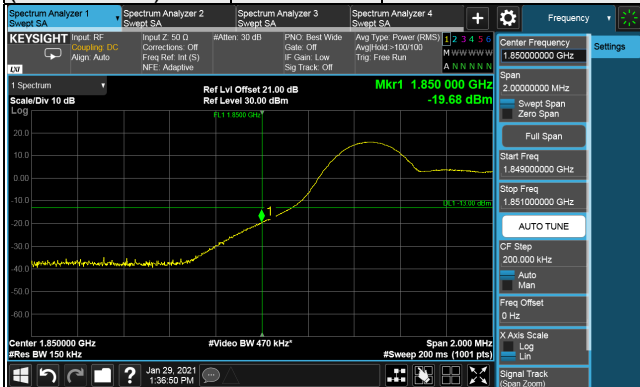 Spectrum Analyzer 1
Swept SA
Spectrum Analyzer 2
Swept SA
Spectrum Analyzer 3
Swept SA
Spectrum Analyzer 4
Swept SA
+
Frequency
KEYSIGHT
Input: RF
Coupling: DC
Align: Auto
Input Z: 50 Ω
Corrections: Off
Freq Ref: Int (S)
NFE: Adaptive
#Atten: 30 dB
PNO: Best Wide
Gate: Off
IF Gain: Low
Sig Track: Off
Avg Type: Power (RMS)
Avg|Hold:>100/100
Trig: Free Run
1 2 3 4 5 6
M W W W W W
A N N N N N
LXI
1 Spectrum
Scale/Div 10 dB
Ref Lvl Offset 21.00 dB
Ref Level 30.00 dBm
Mkr1 1.850 000 GHz
-19.68 dBm
Log
FL1 1.8500 GHz
20.0
10.0
0.00
-10.0
-20.0
-30.0
-40.0
-50.0
-60.0
1
DL1 -13.00 dBm
Center 1.850000 GHz
#Res BW 150 kHz
#Video BW 470 kHz*
Span 2.000 MHz
#Sweep 200 ms (1001 pts)
?
Jan 29, 2021
1:36:50 PM
Center Frequency
1.850000000 GHz
Span
2.00000000 MHz
Swept Span
Zero Span
Full Span
Start Freq
1.849000000 GHz
Stop Freq
1.851000000 GHz
AUTO TUNE
CF Step
200.000 kHz
Auto
Man
Freq Offset
0 Hz
X Axis Scale
Log
Lin
Signal Track
(Span Zoom)
Settings